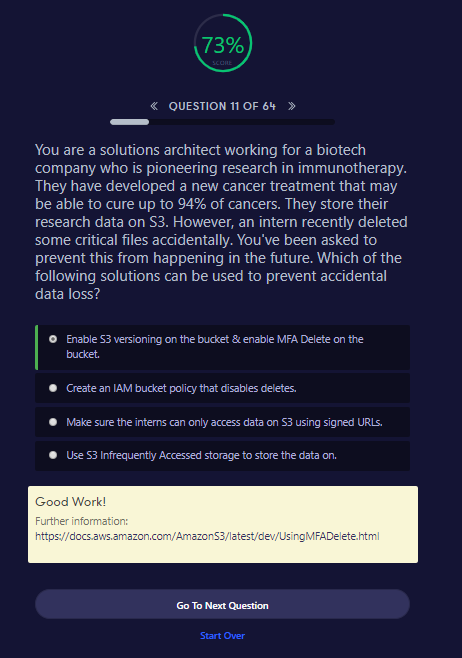 73%
SCORE
« QUESTION 11 OF 64 »
You are a solutions architect working for a biotech
company who is pioneering research in immunotherapy.
They have developed a new cancer treatment that may
be able to cure up to 94% of cancers. They store their
research data on S3. However, an intern recently deleted
some critical files accidentally. You've been asked to
prevent this from happening in the future. Which of the
following solutions can be used to prevent accidental
data loss?
Enable S3 versioning on the bucket & enable MFA Delete on the
bucket.
Create an IAM bucket policy that disables deletes.
Make sure the interns can only access data on S3 using signed URLs.
Use S3 Infrequently Accessed storage to store the data on.
Good Work!
Further information:
https://docs.aws.amazon.com/AmazonS3/latest/dev/UsingMFADelete.html
Go To Next Question
Start Over